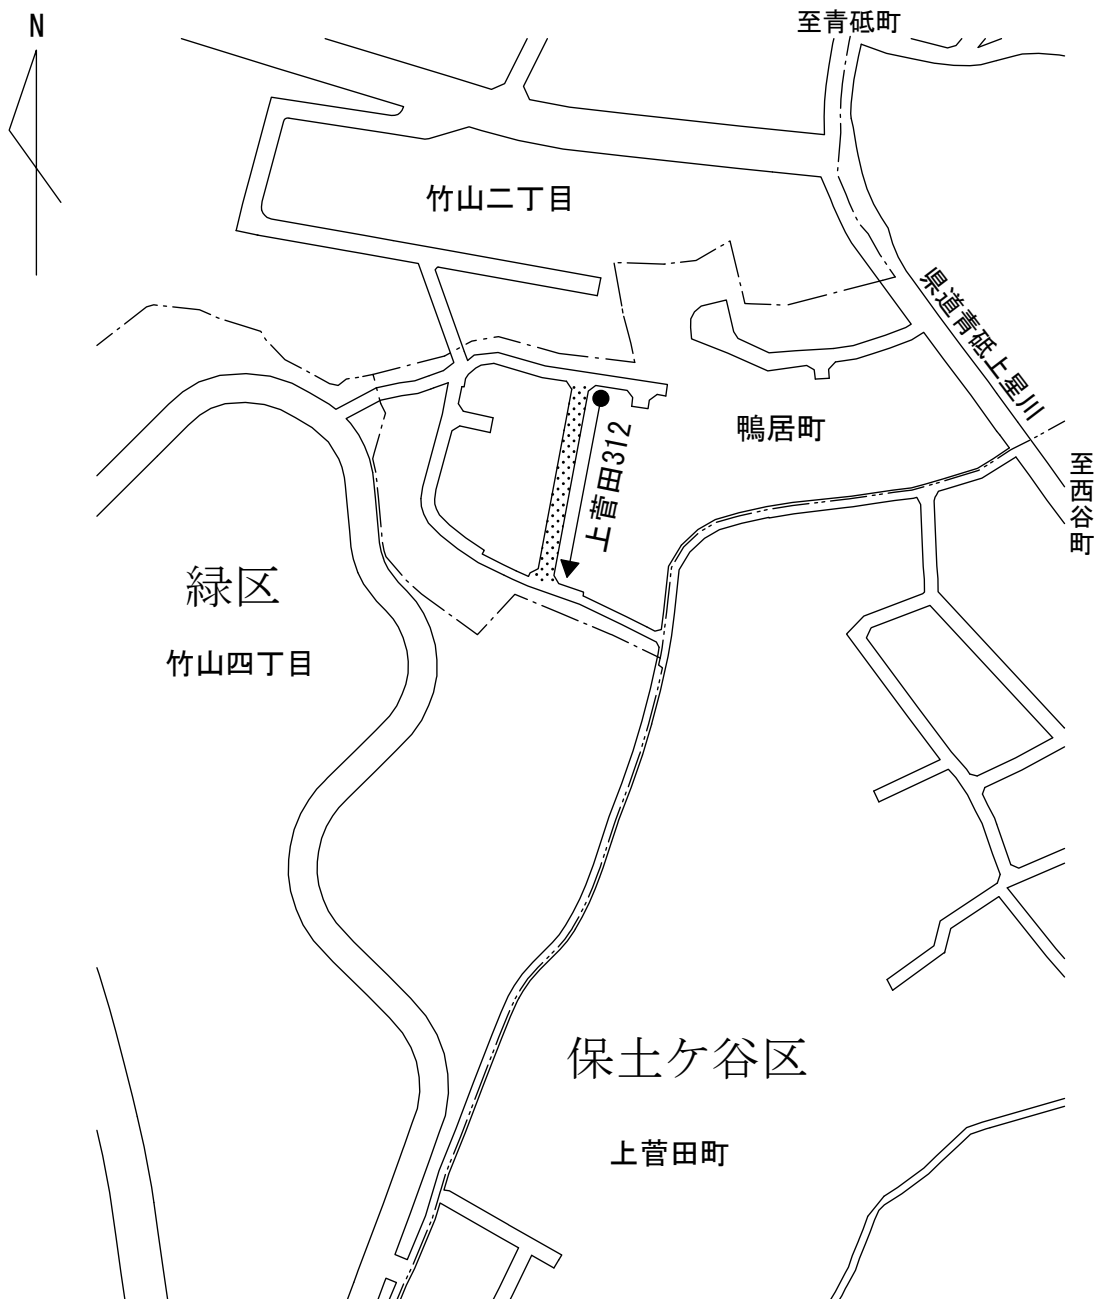 至青砥町
N
竹山二丁目
県道青砥上星川
鴨居町
上菅田312
至西谷町
緑区
竹山四丁目
保土ケ谷区
上菅田町